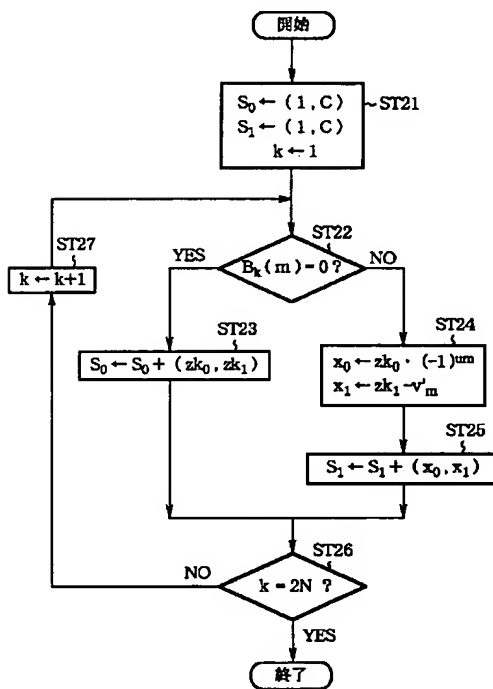 開始
S₀ ← (1, C)
S₁ ← (1, C)
k ← 1
ST21
ST22
Bₖ(m) = 0 ?
YES
NO
ST27
k ← k+1
ST23
S₀ ← S₀ + (zk₀, zk₁)
ST24
x₀ ← zk₀ · (-1)ᵘᵐ
x₁ ← zk₁ - v'ₘ
ST25
S₁ ← S₁ + (x₀, x₁)
ST26
k = 2N ?
NO
YES
終了